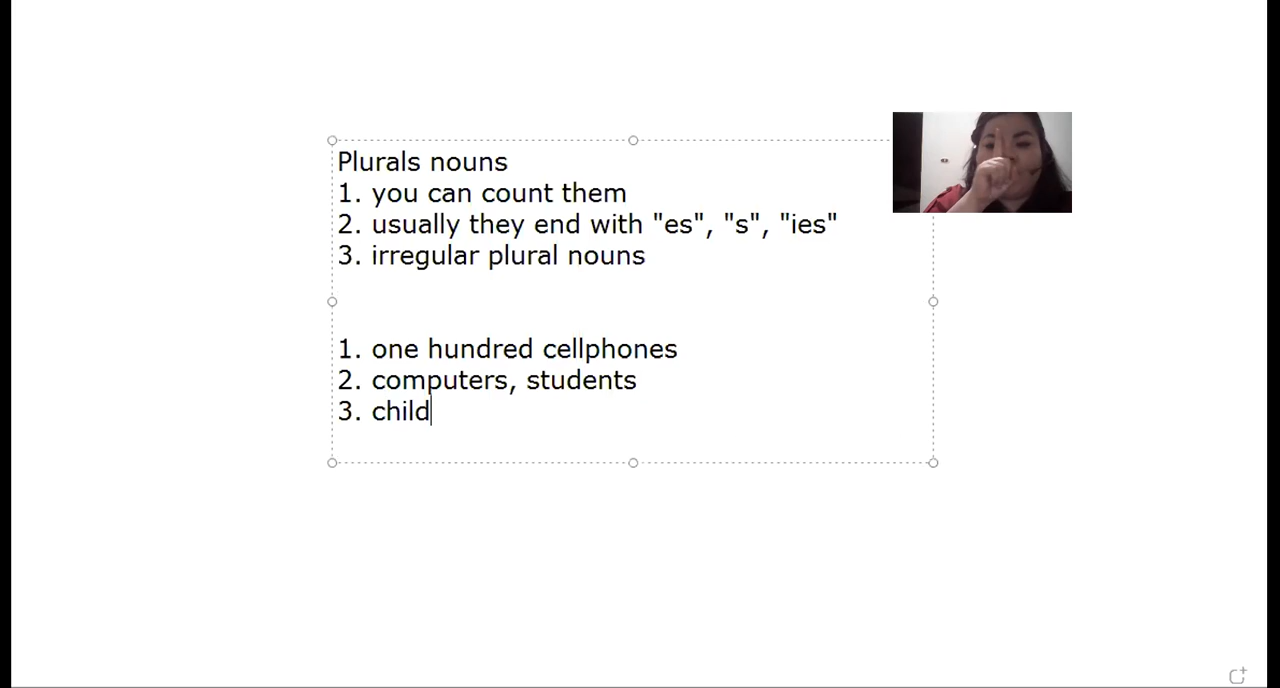 Plurals nouns
1. you can count them
2. usually they end with "es", "s", "ies"
3. irregular plural nouns
1. one hundred cellphones
2. computers, students
3. child